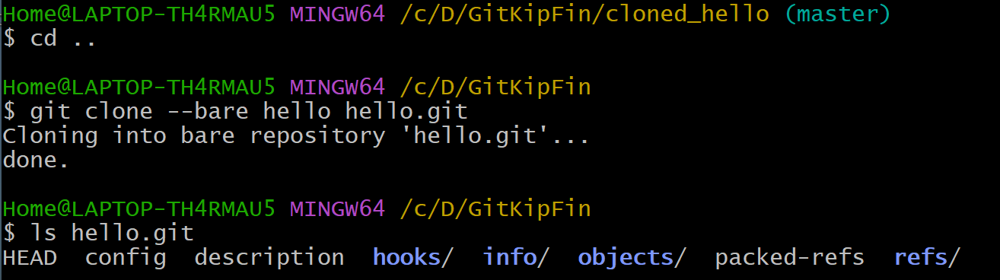 Home@LAPTOP-TH4RMAU5 MINGW64 /c/D/GitKipFin/cloned_hello (master)
$ cd ..
Home@LAPTOP-TH4RMAU5 MINGW64 /c/D/GitKipFin
$ git clone --bare hello hello.git
Cloning into bare repository 'hello.git'...
done.
Home@LAPTOP-TH4RMAU5 MINGW64 /c/D/GitKipFin
$ ls hello.git
HEAD  config  description  hooks/  info/  objects/  packed-refs  refs/